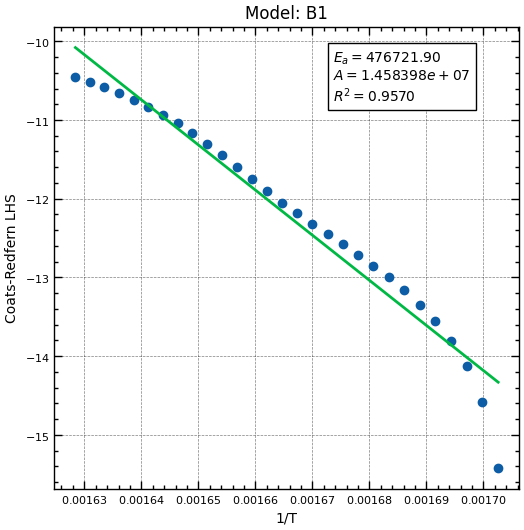 Model: B1
−10
−11
−12
−13
−14
−15
Coats-Redfern LHS
E_a = 476721.90
A = 1.458398e + 07
R² = 0.9570
0.00163 0.00164 0.00165 0.00166 0.00167 0.00168 0.00169 0.00170
1/T